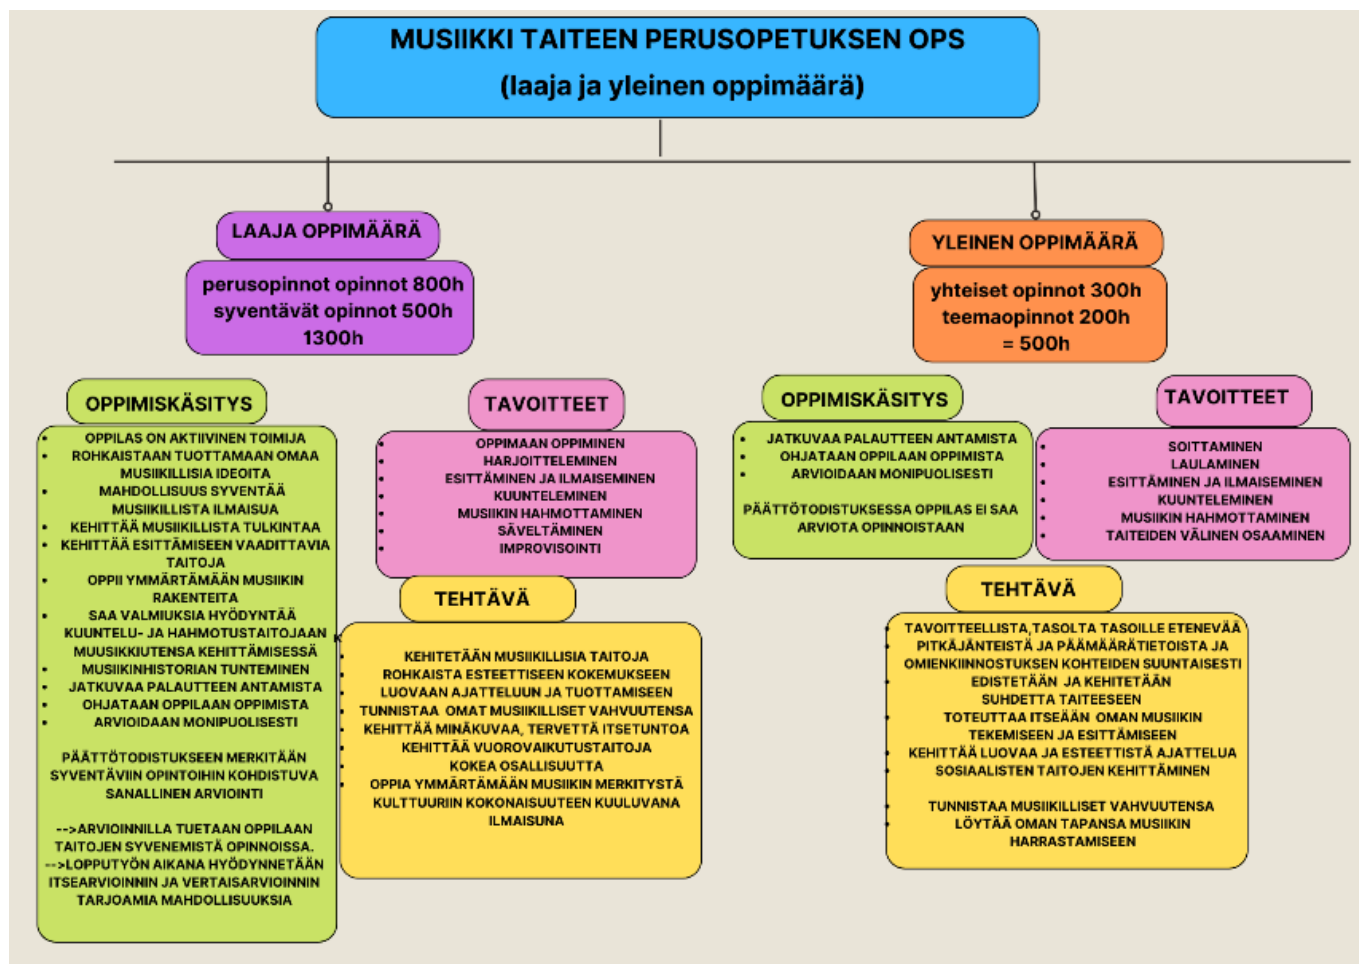 MUSIIKKI TAITEEN PERUSOPETUKSEN OPS
(laaja ja yleinen oppimäärä)
LAAJA OPPIMÄÄRÄ
perusopinnot opinnot 800h
syventävät opinnot 500h
1300h
OPPIMISKÄSITYS
• OPPILAS ON AKTIIVINEN TOIMIJA
• ROHKAISTAAN TUOTTAMAAN OMAA
MUSIIKILLISIA IDEOITA
• MAHDOLLISUUS SYVENTÄÄ
MUSIIKILLISTA ILMAISUA
• KEHITTÄÄ MUSIIKILLISTA TULKINTAA
• KEHITTÄÄ ESITTÄMISEEN VAADITTAVIA
TAITOJA
• OPPII YMMÄRTÄMÄÄN MUSIIKIN
RAKENTEITA
• SAA VALMIUKSIA HYÖDYNTÄÄ
KUUNTELU- JA HAHMOTUSTAITOJAAN
MUUSIKKIUTENSA KEHITTÄMISESSÄ
• MUSIIKINHISTORIAN TUNTEMINEN
• JATKUVAA PALAUTTEEN ANTAMISTA
• OHJATAAN OPPILAAN OPPIMISTA
• ARVIOIDAAN MONIPUOLISESTI
PÄÄTTÖTODISTUKSEEN MERKITÄÄN
SYVENTÄVIIN OPINTOIHIN KOHDISTUVA
SANALLINEN ARVIOINTI
-->ARVIOINNILLA TUETAAN OPPILAAN
TAITOJEN SYVENEMISTÄ OPINNOISSA.
-->LOPPUTYÖN AIKANA HYÖDYNNETÄÄN
ITSEARVIOINNIN JA VERTAISARVIOINNIN
TARJOAMIA MAHDOLLISUUKSIA
TAVOITTEET
• OPPIMAAN OPPIMINEN
• HARJOITTELEMINEN
• ESITTÄMINEN JA ILMAISEMINEN
• KUUNTELEMINEN
• MUSIIKIN HAHMOTTAMINEN
• SÄVELTÄMINEN
• IMPROVISOINTI
TEHTÄVÄ
• KEHITETÄÄN MUSIIKILLISIA TAITOJA
• ROHKAISTA ESTEETTISEEN KOKEMUKSEEN
LUOVAAN AJATTELUUN JA TUOTTAMISEEN
• TUNNISTAA OMAT MUSIIKILLISET VAHVUUTENSA
• KEHITTÄÄ MINÄKUVAA, TERVETTÄ ITSETUNTOA
• KEHITTÄÄ VUOROVAIKUTUSTAITOJA
• KOKEA OSALLISUUTTA
• OPPIA YMMÄRTÄMÄÄN MUSIIKIN MERKITYSTÄ
KULTTUURIIN KOKONAISUUTEEN KUULUVANA
ILMAISUNA
YLEINEN OPPIMÄÄRÄ
yhteiset opinnot 300h
teemaopinnot 200h
= 500h
OPPIMISKÄSITYS
• JATKUVAA PALAUTTEEN ANTAMISTA
• OHJATAAN OPPILAAN OPPIMISTA
• ARVIOIDAAN MONIPUOLISESTI
PÄÄTTÖTODISTUKSESSA OPPILAS EI SAA
ARVIOTA OPINNOISTAAN
TAVOITTEET
• SOITTAMINEN
• LAULAMINEN
• ESITTÄMINEN JA ILMAISEMINEN
• KUUNTELEMINEN
• MUSIIKIN HAHMOTTAMINEN
• TAITEIDEN VÄLINEN OSAAMINEN
TEHTÄVÄ
• TAVOITTEELLISTA,TASOLTA TASOILLE ETENEVÄÄ
• PITKÄJÄNTEISTÄ JA PÄÄMÄÄRÄTIETOISTA JA
OMIENKIINNOSTUKSEN KOHTEIDEN SUUNTAISESTI
• EDISTETÄÄN JA KEHITETÄÄN
SUHDETTA TAITEESEEN
• TOTEUTTAA ITSEÄÄN OMAN MUSIIKIN
TEKEMISEEN JA ESITTÄMISEEN
• KEHITTÄÄ LUOVAA JA ESTEETTISTÄ AJATTELUA
• SOSIAALISTEN TAITOJEN KEHITTÄMINEN
• TUNNISTAA MUSIIKILLISET VAHVUUTENSA
• LÖYTÄÄ OMAN TAPANSA MUSIIKIN
HARRASTAMISEEN